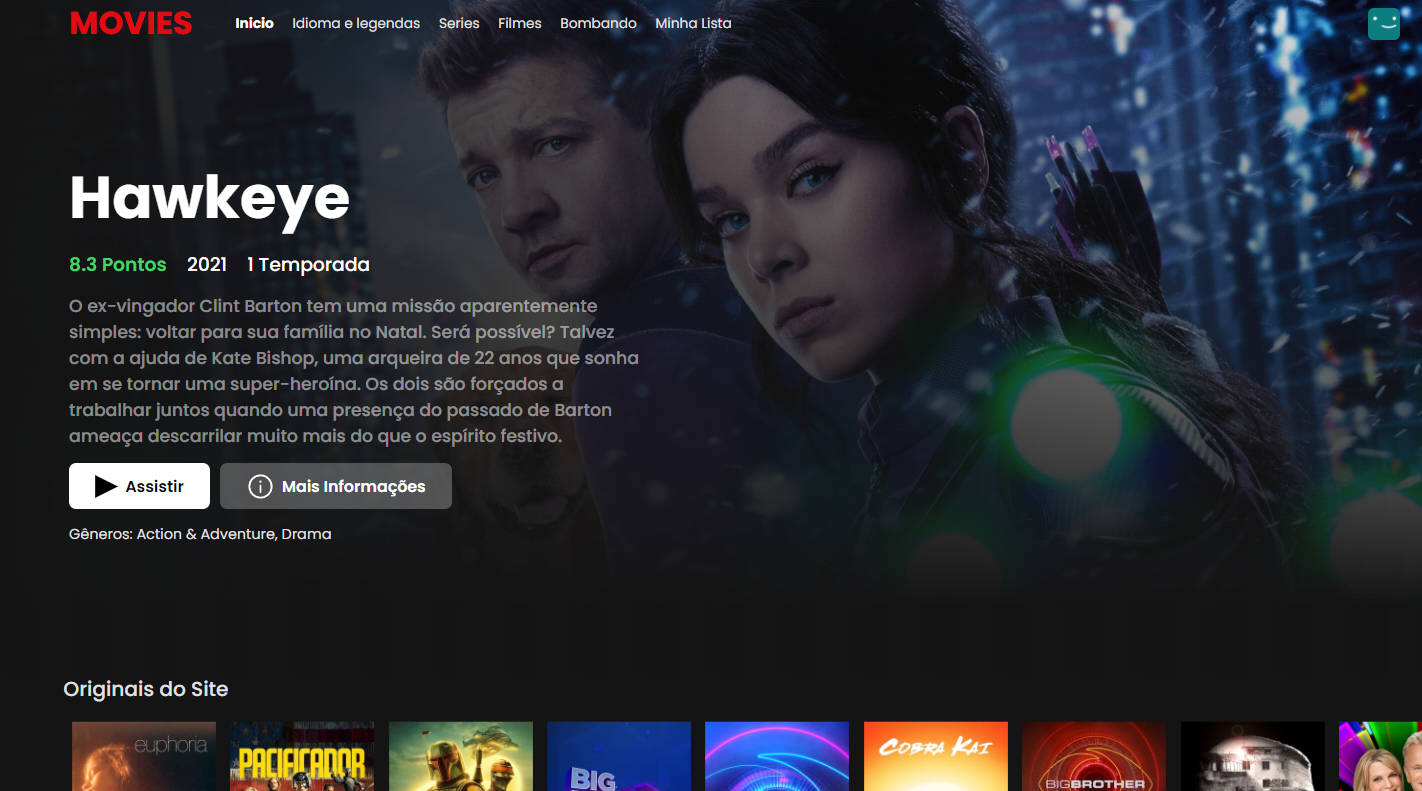 MOVIES
Inicio Idioma e legendas Series Filmes Bombando Minha Lista
Hawkeye
8.3 Pontos 2021 1 Temporada
O ex-vingador Clint Barton tem uma missão aparentemente
simples: voltar para sua família no Natal. Será possível? Talvez
com a ajuda de Kate Bishop, uma arqueira de 22 anos que sonha
em se tornar uma super-heroína. Os dois são forçados a
trabalhar juntos quando uma presença do passado de Barton
ameaça descarrilar muito mais do que o espírito festivo.
Assistir Mais Informações
Gêneros: Action & Adventure, Drama
Originais do Site
euphoria
PACIFICADOR
BIG
COBRA KAI
BIGBROTHER